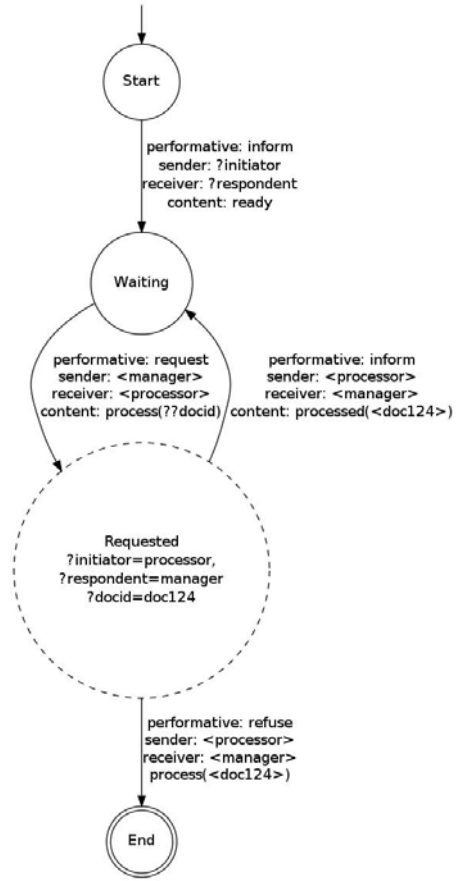 Start
performative: inform
sender: ?initiator
receiver: ?respondent
content: ready
Waiting
performative: request
sender: <manager>
receiver: <processor>
content: process(??docid)
performative: inform
sender: <processor>
receiver: <manager>
content: processed(<doc124>)
Requested
?initiator=processor,
?respondent=manager
?docid=doc124
performative: refuse
sender: <processor>
receiver: <manager>
process(<doc124>)
End